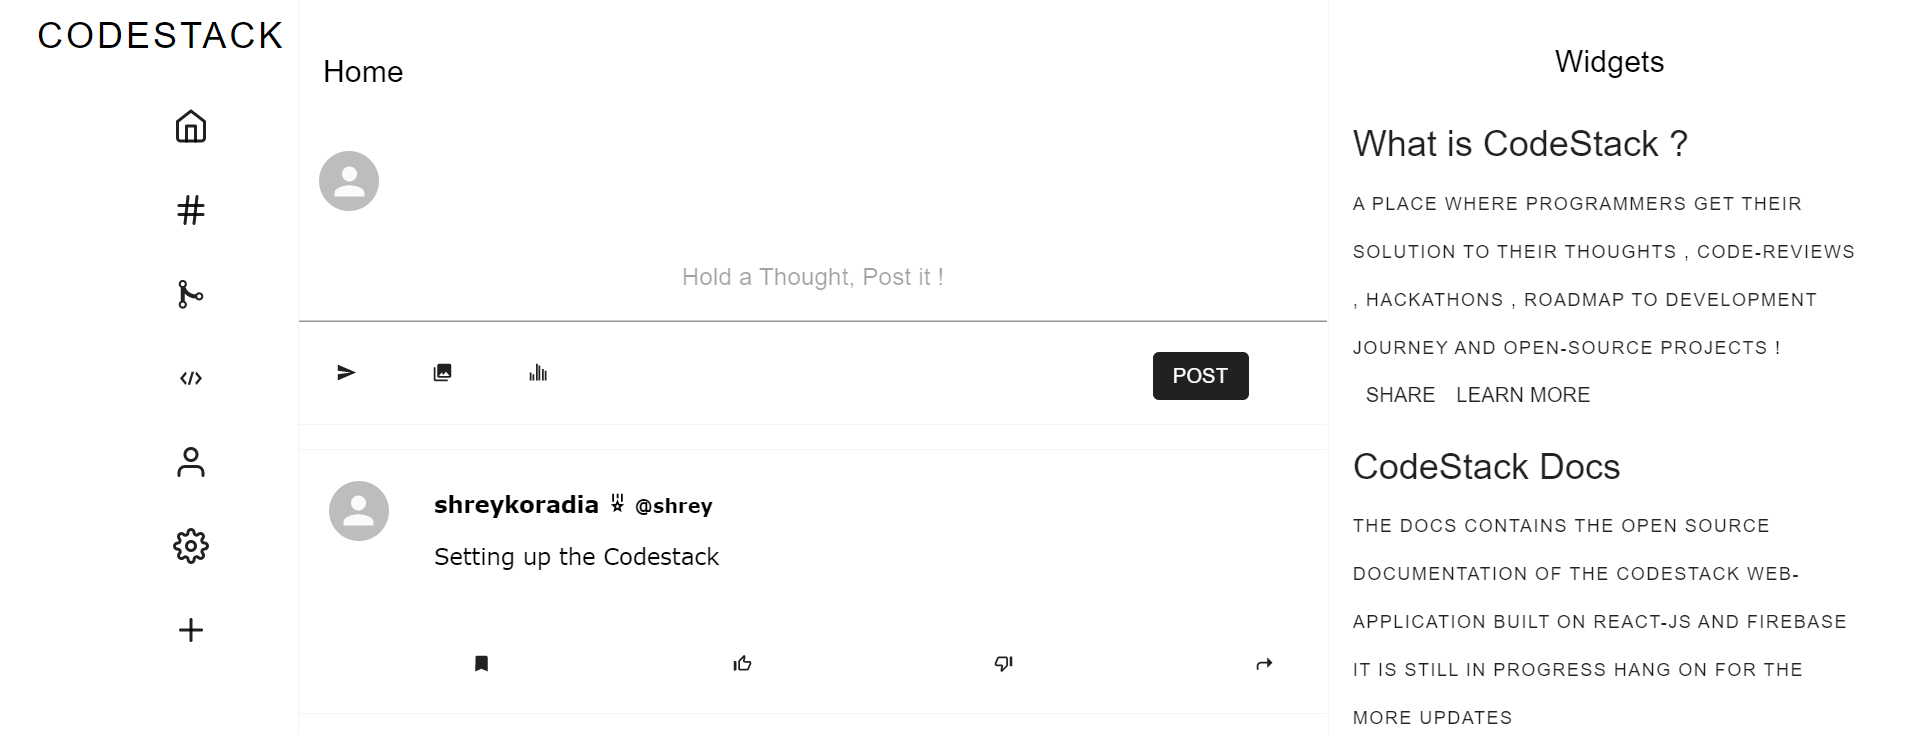 CODESTACK
Home
Hold a Thought, Post it !
POST
shreykoradia @shrey
Setting up the Codestack
Widgets
What is CodeStack ?
A PLACE WHERE PROGRAMMERS GET THEIR
SOLUTION TO THEIR THOUGHTS , CODE-REVIEWS
, HACKATHONS , ROADMAP TO DEVELOPMENT
JOURNEY AND OPEN-SOURCE PROJECTS !
SHARE LEARN MORE
CodeStack Docs
THE DOCS CONTAINS THE OPEN SOURCE
DOCUMENTATION OF THE CODESTACK WEB-
APPLICATION BUILT ON REACT-JS AND FIREBASE
IT IS STILL IN PROGRESS HANG ON FOR THE
MORE UPDATES